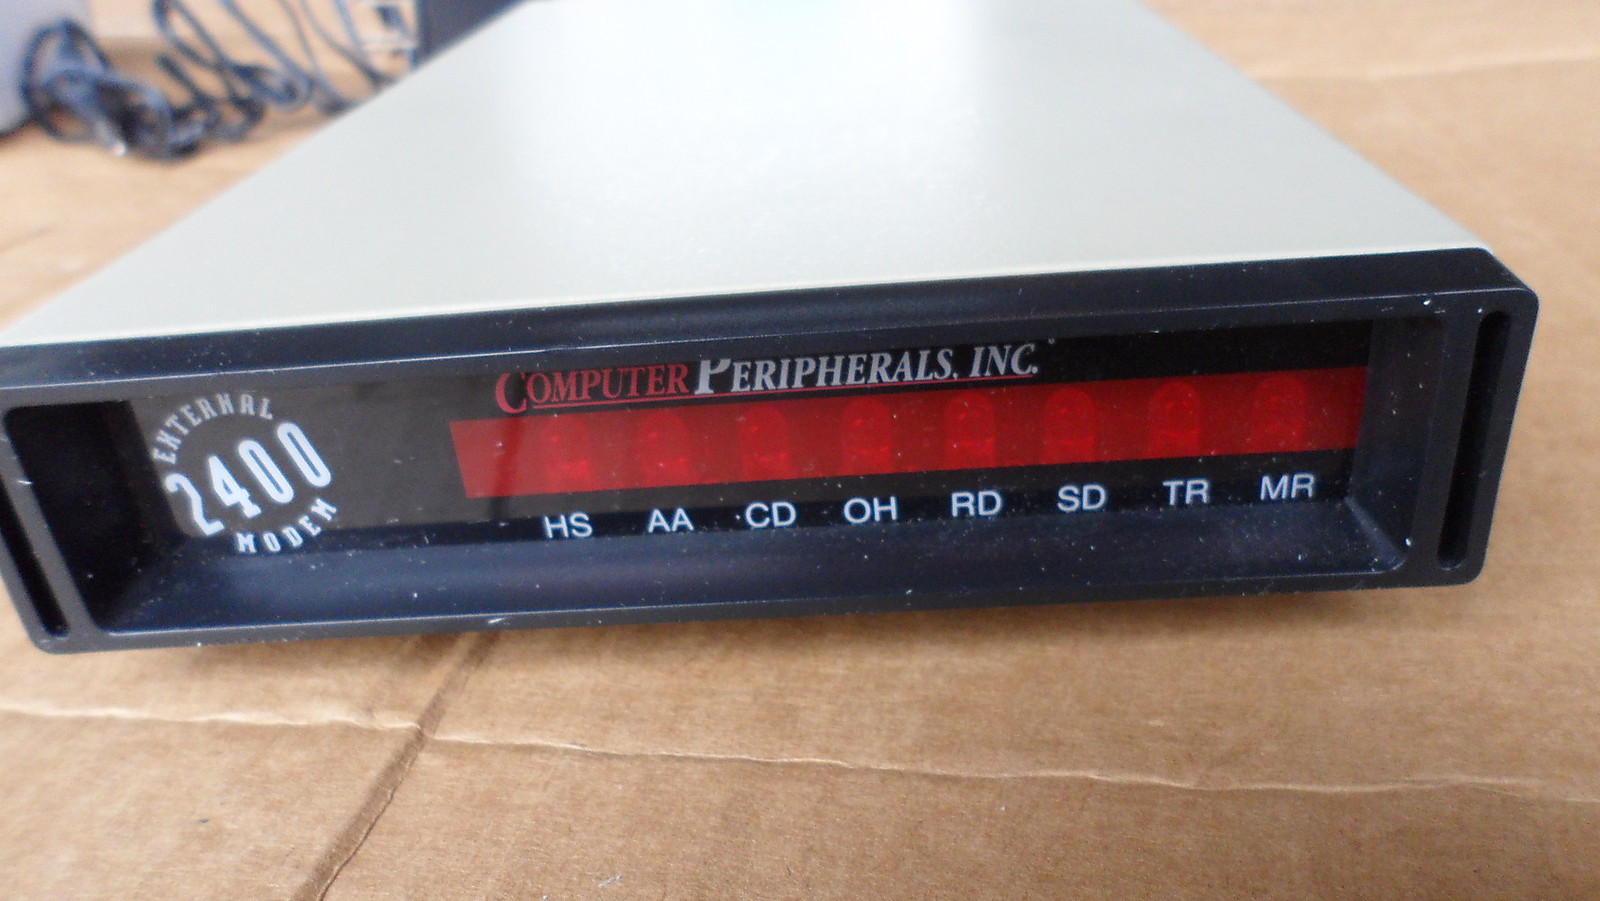 EXTERNAL
2400
MODEM
COMPUTER PERIPHERALS, INC.
HS AA CD OH RD SD TR MR